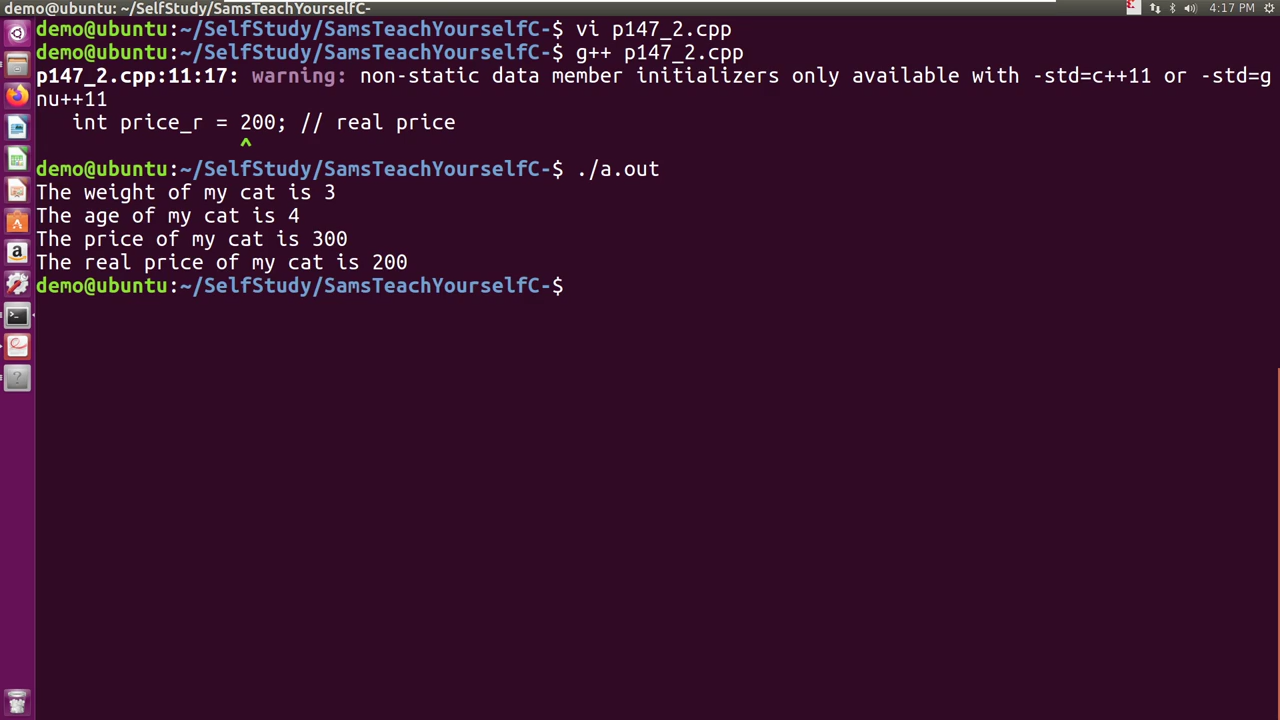 demo@ubuntu: ~/SelfStudy/SamsTeachYourselfC-
4:17 PM
demo@ubuntu:~/SelfStudy/SamsTeachYourselfC-$ vi p147_2.cpp
demo@ubuntu:~/SelfStudy/SamsTeachYourselfC-$ g++ p147_2.cpp
p147_2.cpp:11:17: warning: non-static data member initializers only available with -std=c++11 or -std=g
nu++11
int price_r = 200; // real price
^
demo@ubuntu:~/SelfStudy/SamsTeachYourselfC-$ ./a.out
The weight of my cat is 3
The age of my cat is 4
The price of my cat is 300
The real price of my cat is 200
demo@ubuntu:~/SelfStudy/SamsTeachYourselfC-$